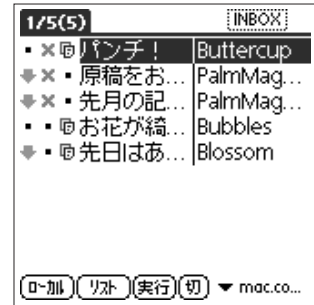 1/5(5) INBOX
パンチ! Buttercup
原稿をお... PalmMag...
先月の記... PalmMag...
お花が綺... Bubbles
先日はあ... Blossom
ローカル リスト 実行 切 mac.co...